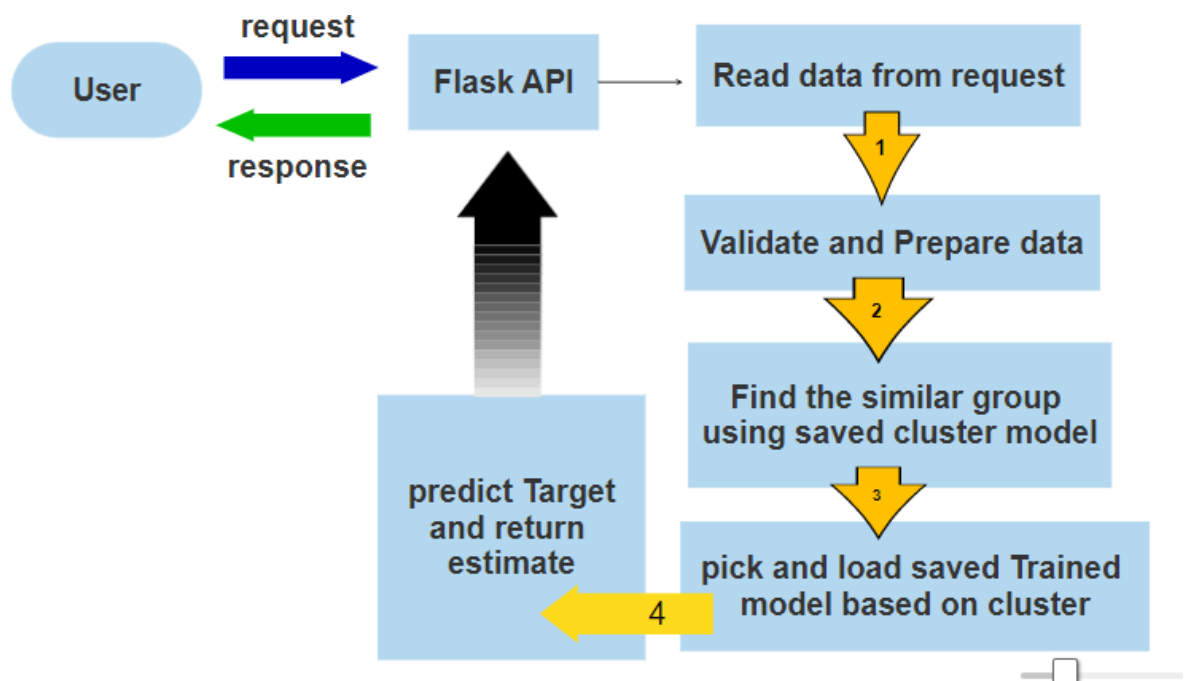 request
User
Flask API
Read data from request
response
1
Validate and Prepare data
2
Find the similar group
using saved cluster model
3
pick and load saved Trained
model based on cluster
4
predict Target
and return
estimate